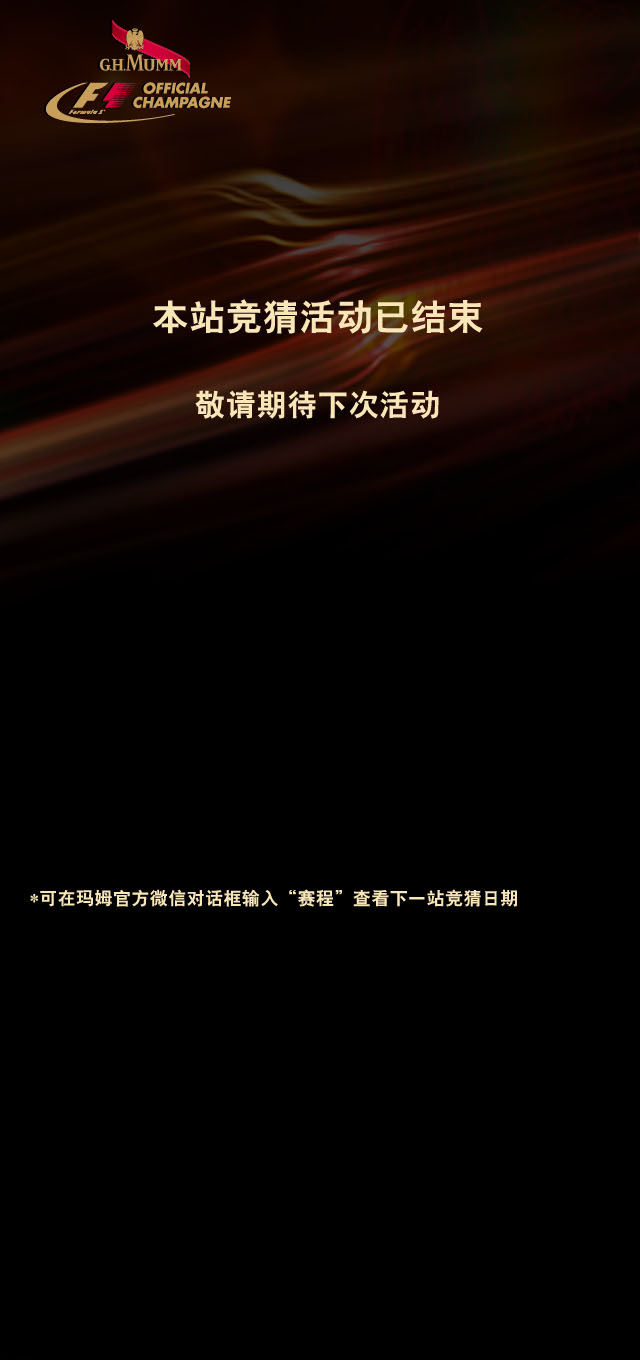 G.H.MUMM
F1 OFFICIAL
Formula 1® CHAMPAGNE
本站竞猜活动已结束
敬请期待下次活动
*可在玛姆官方微信对话框输入“赛程”查看下一站竞猜日期